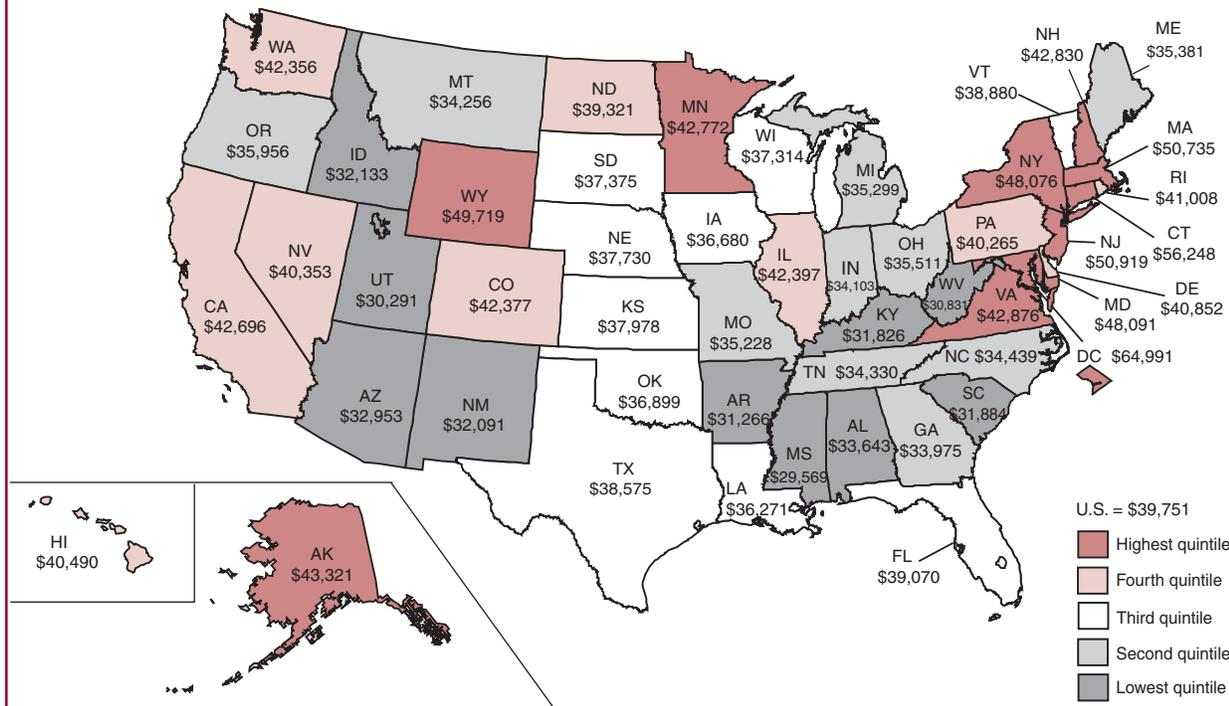 WA
$42,356
OR
$35,956
CA
$42,696
NV
$40,353
ID
$32,133
MT
$34,256
WY
$49,719
UT
$30,291
CO
$42,377
AZ
$32,953
NM
$32,091
ND
$39,321
SD
$37,375
NE
$37,730
KS
$37,978
OK
$36,899
TX
$38,575
MN
$42,772
IA
$36,680
MO
$35,228
AR
$31,266
LA
$36,271
WI
$37,314
IL
$42,397
MI
$35,299
IN
$34,103
OH
$35,511
KY
$31,826
TN $34,330
MS
$29,569
AL
$33,643
GA
$33,975
FL
$39,070
SC
$31,884
NC $34,439
VA
$42,876
WV
$30,831
PA
$40,265
NY
$48,076
VT
$38,880
NH
$42,830
ME
$35,381
MA
$50,735
RI
$41,008
CT
$56,248
NJ
$50,919
DE
$40,852
MD
$48,091
DC $64,991
HI
$40,490
AK
$43,321
U.S. = $39,751
Highest quintile
Fourth quintile
Third quintile
Second quintile
Lowest quintile